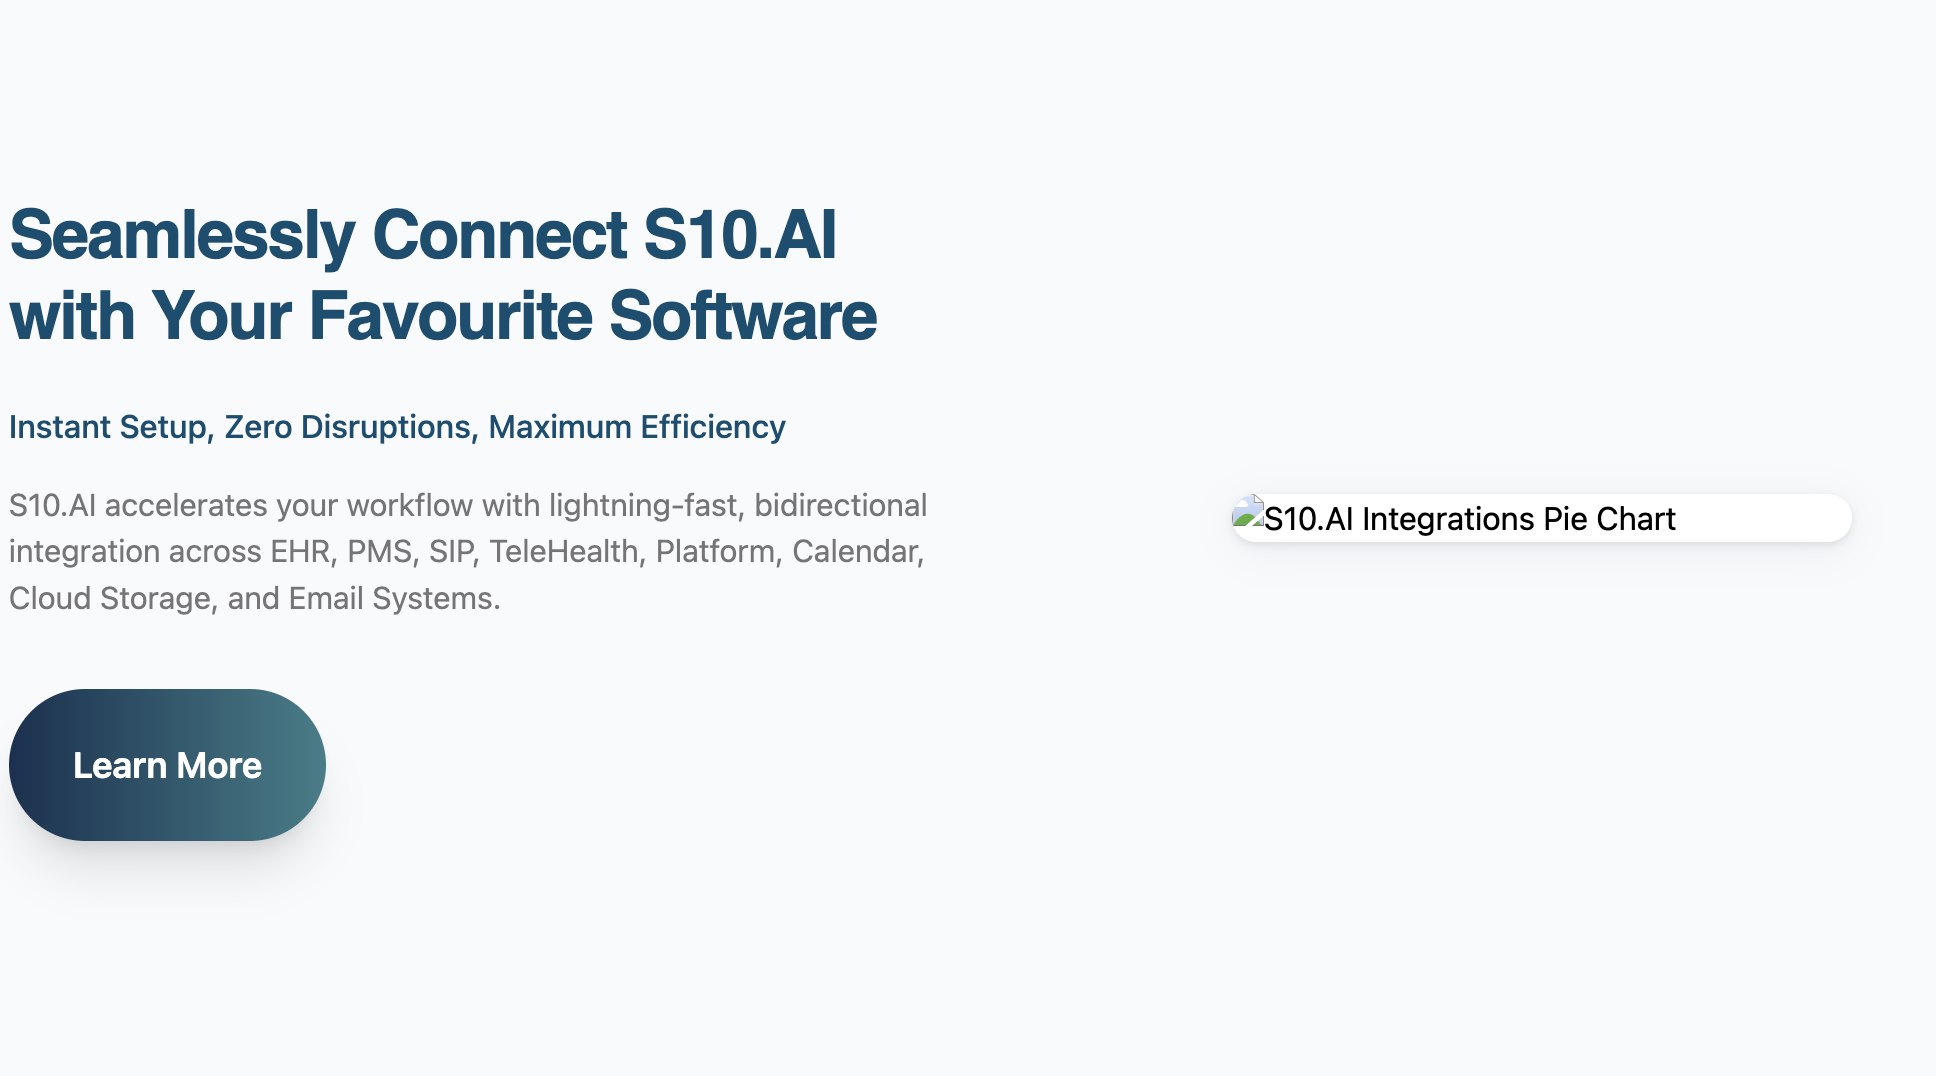 Seamlessly Connect S10.AI
with Your Favourite Software
Instant Setup, Zero Disruptions, Maximum Efficiency
S10.AI accelerates your workflow with lightning-fast, bidirectional
integration across EHR, PMS, SIP, TeleHealth, Platform, Calendar,
Cloud Storage, and Email Systems.
Learn More
S10.AI Integrations Pie Chart